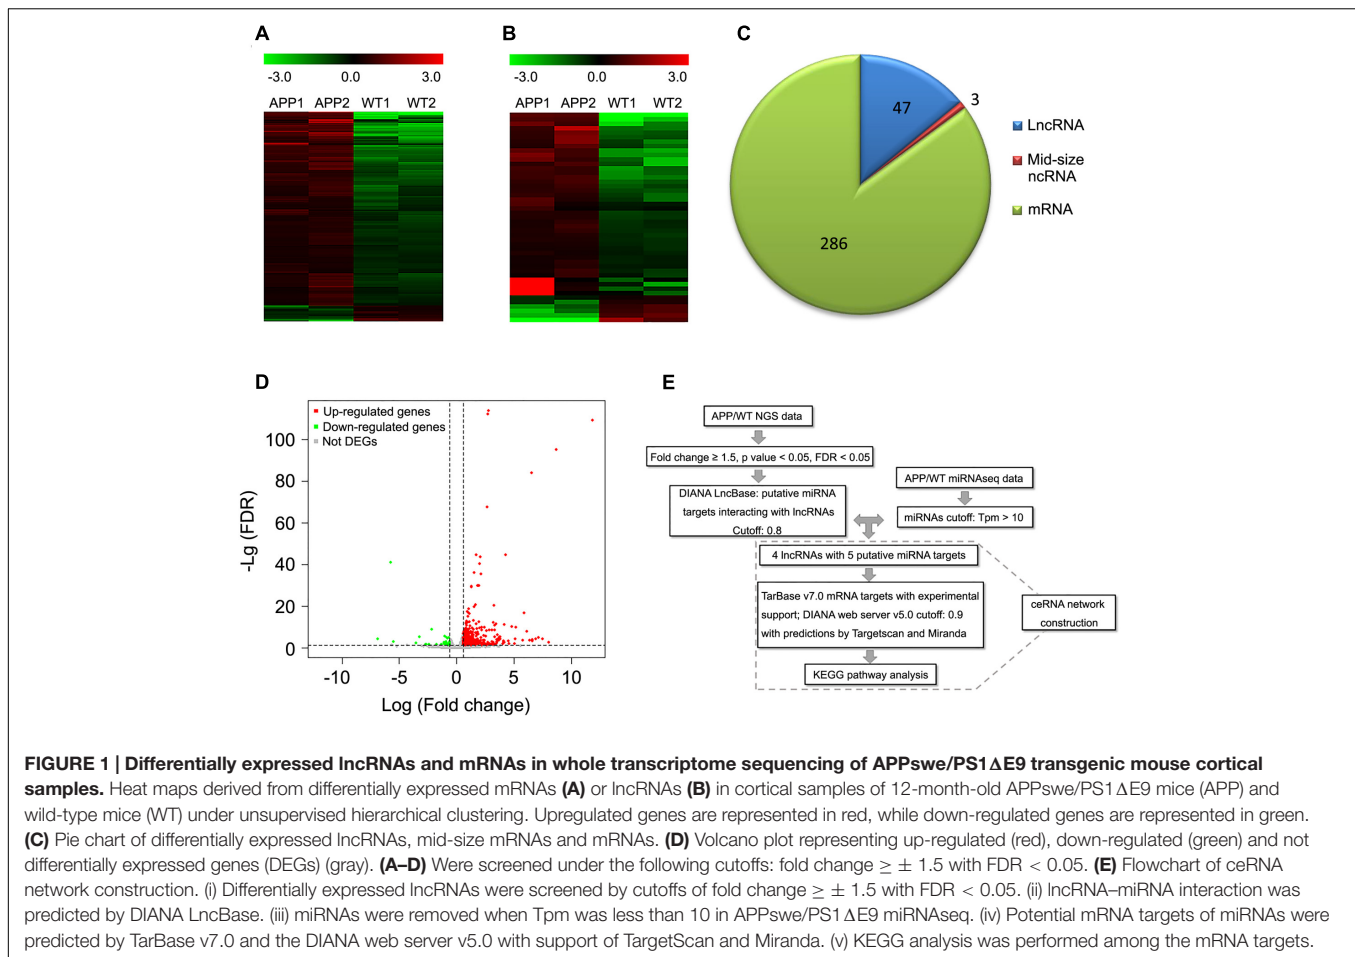 A
-3.0 0.0 3.0
APP1 APP2 WT1 WT2
B
-3.0 0.0 3.0
APP1 APP2 WT1 WT2
C
47
3
286
LncRNA
Mid-size
ncRNA
mRNA
D
Up-regulated genes
Down-regulated genes
Not DEGs
100
80
60
40
20
0
-Lg (FDR)
-10 -5 0 5 10
Log (Fold change)
E
APP/WT NGS data
Fold change ≥ 1.5, p value < 0.05, FDR < 0.05
DIANA LncBase: putative miRNA
targets interacting with lncRNAs
Cutoff: 0.8
APP/WT miRNAseq data
miRNAs cutoff: Tpm > 10
4 lncRNAs with 5 putative miRNA targets
TarBase v7.0 mRNA targets with experimental
support; DIANA web server v5.0 cutoff: 0.9
with predictions by Targetscan and Miranda
KEGG pathway analysis
ceRNA network
construction
FIGURE 1 | Differentially expressed lncRNAs and mRNAs in whole transcriptome sequencing of APPswe/PS1ΔE9 transgenic mouse cortical
samples. Heat maps derived from differentially expressed mRNAs (A) or lncRNAs (B) in cortical samples of 12-month-old APPswe/PS1ΔE9 mice (APP) and
wild-type mice (WT) under unsupervised hierarchical clustering. Upregulated genes are represented in red, while down-regulated genes are represented in green.
(C) Pie chart of differentially expressed lncRNAs, mid-size mRNAs and mRNAs. (D) Volcano plot representing up-regulated (red), down-regulated (green) and not
differentially expressed genes (DEGs) (gray). (A–D) Were screened under the following cutoffs: fold change ≥ ± 1.5 with FDR < 0.05. (E) Flowchart of ceRNA
network construction. (i) Differentially expressed lncRNAs were screened by cutoffs of fold change ≥ ± 1.5 with FDR < 0.05. (ii) lncRNA–miRNA interaction was
predicted by DIANA LncBase. (iii) miRNAs were removed when Tpm was less than 10 in APPswe/PS1ΔE9 miRNAseq. (iv) Potential mRNA targets of miRNAs were
predicted by TarBase v7.0 and the DIANA web server v5.0 with support of TargetScan and Miranda. (v) KEGG analysis was performed among the mRNA targets.